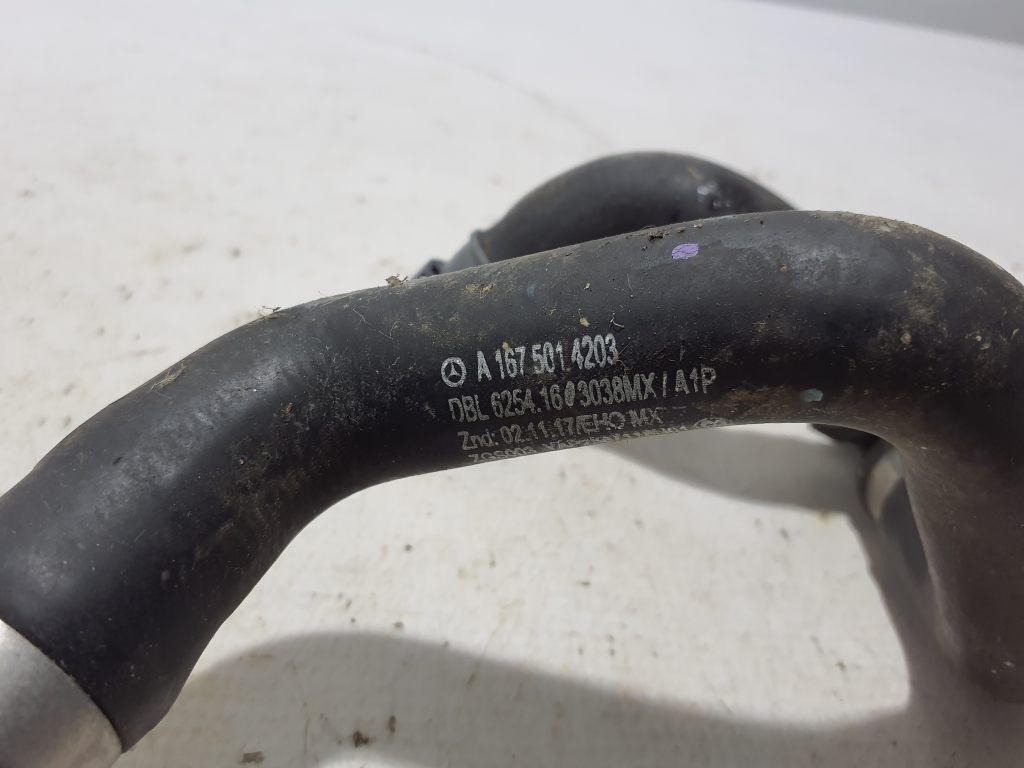 A 167 501 4203
DBL 6254.16 3038MX / A1P
Znd: 02.11.17/EHO MX